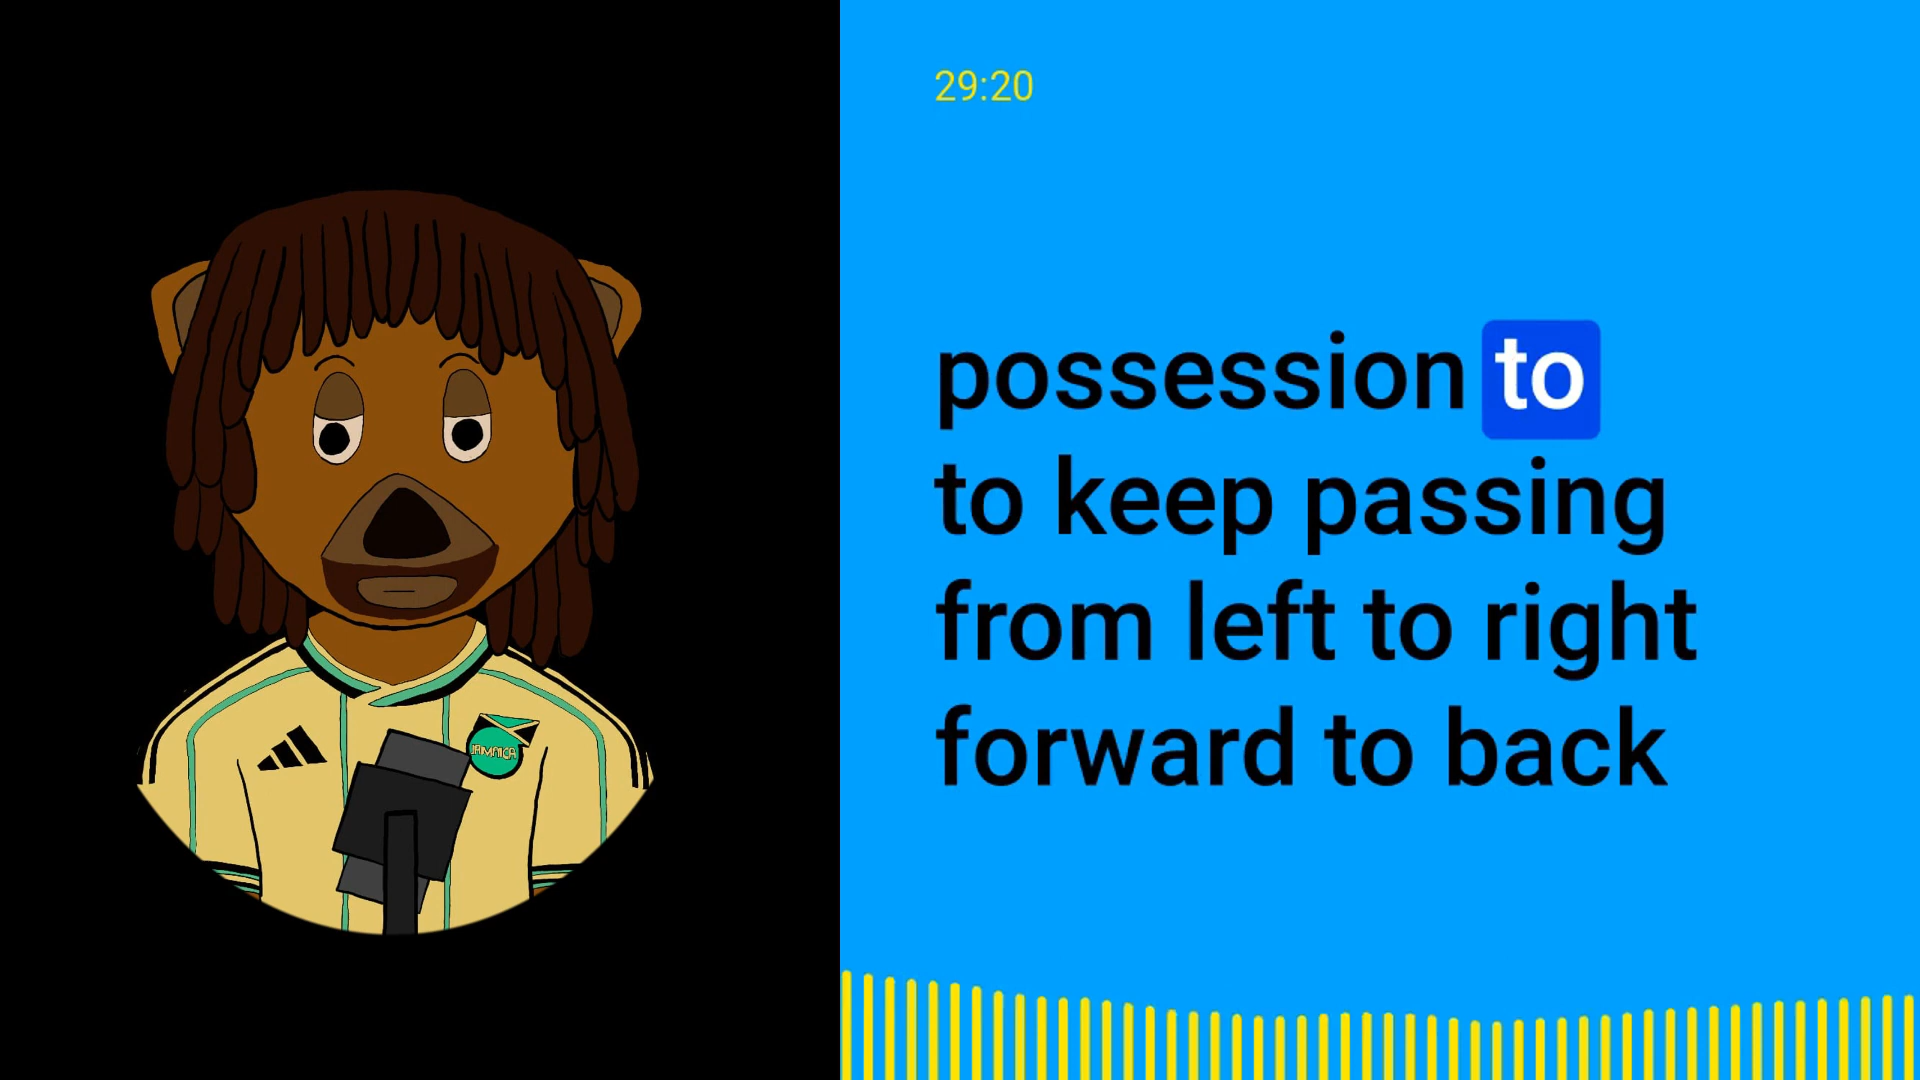 29:20
possession to
to keep passing
from left to right
forward to back
JAMAICA